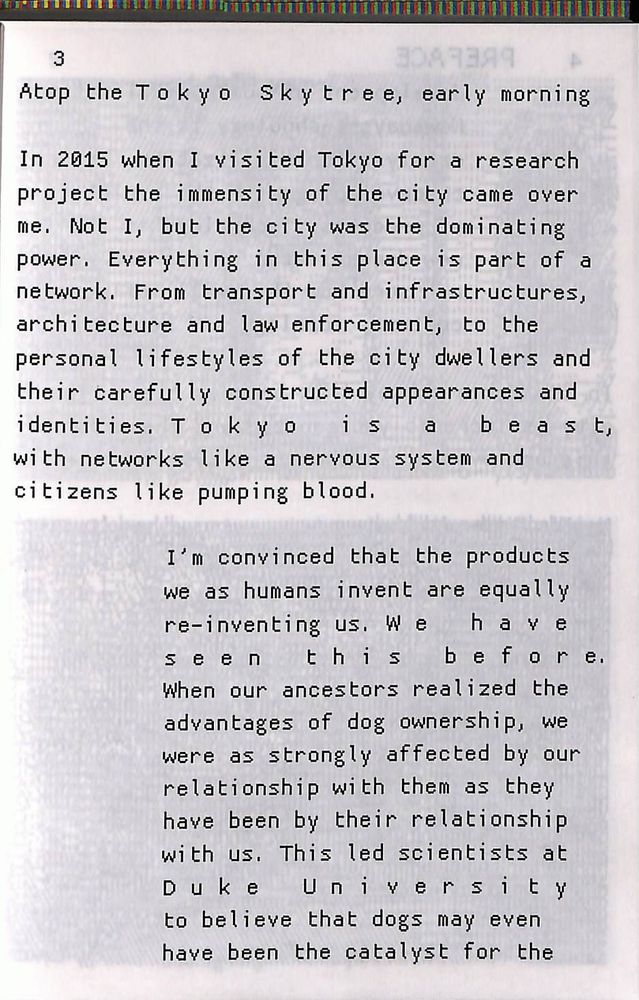 3
4 PREFACE
Atop the Tokyo Skytree, early morning
In 2015 when I visited Tokyo for a research
project the immensity of the city came over
me. Not I, but the city was the dominating
power. Everything in this place is part of a
network. From transport and infrastructures,
architecture and law enforcement, to the
personal lifestyles of the city dwellers and
their carefully constructed appearances and
identities. Tokyo is a beast,
with networks like a nervous system and
citizens like pumping blood.
I'm convinced that the products
we as humans invent are equally
re-inventing us. We have
seen this before.
When our ancestors realized the
advantages of dog ownership, we
were as strongly affected by our
relationship with them as they
have been by their relationship
with us. This led scientists at
Duke University
to believe that dogs may even
have been the catalyst for the